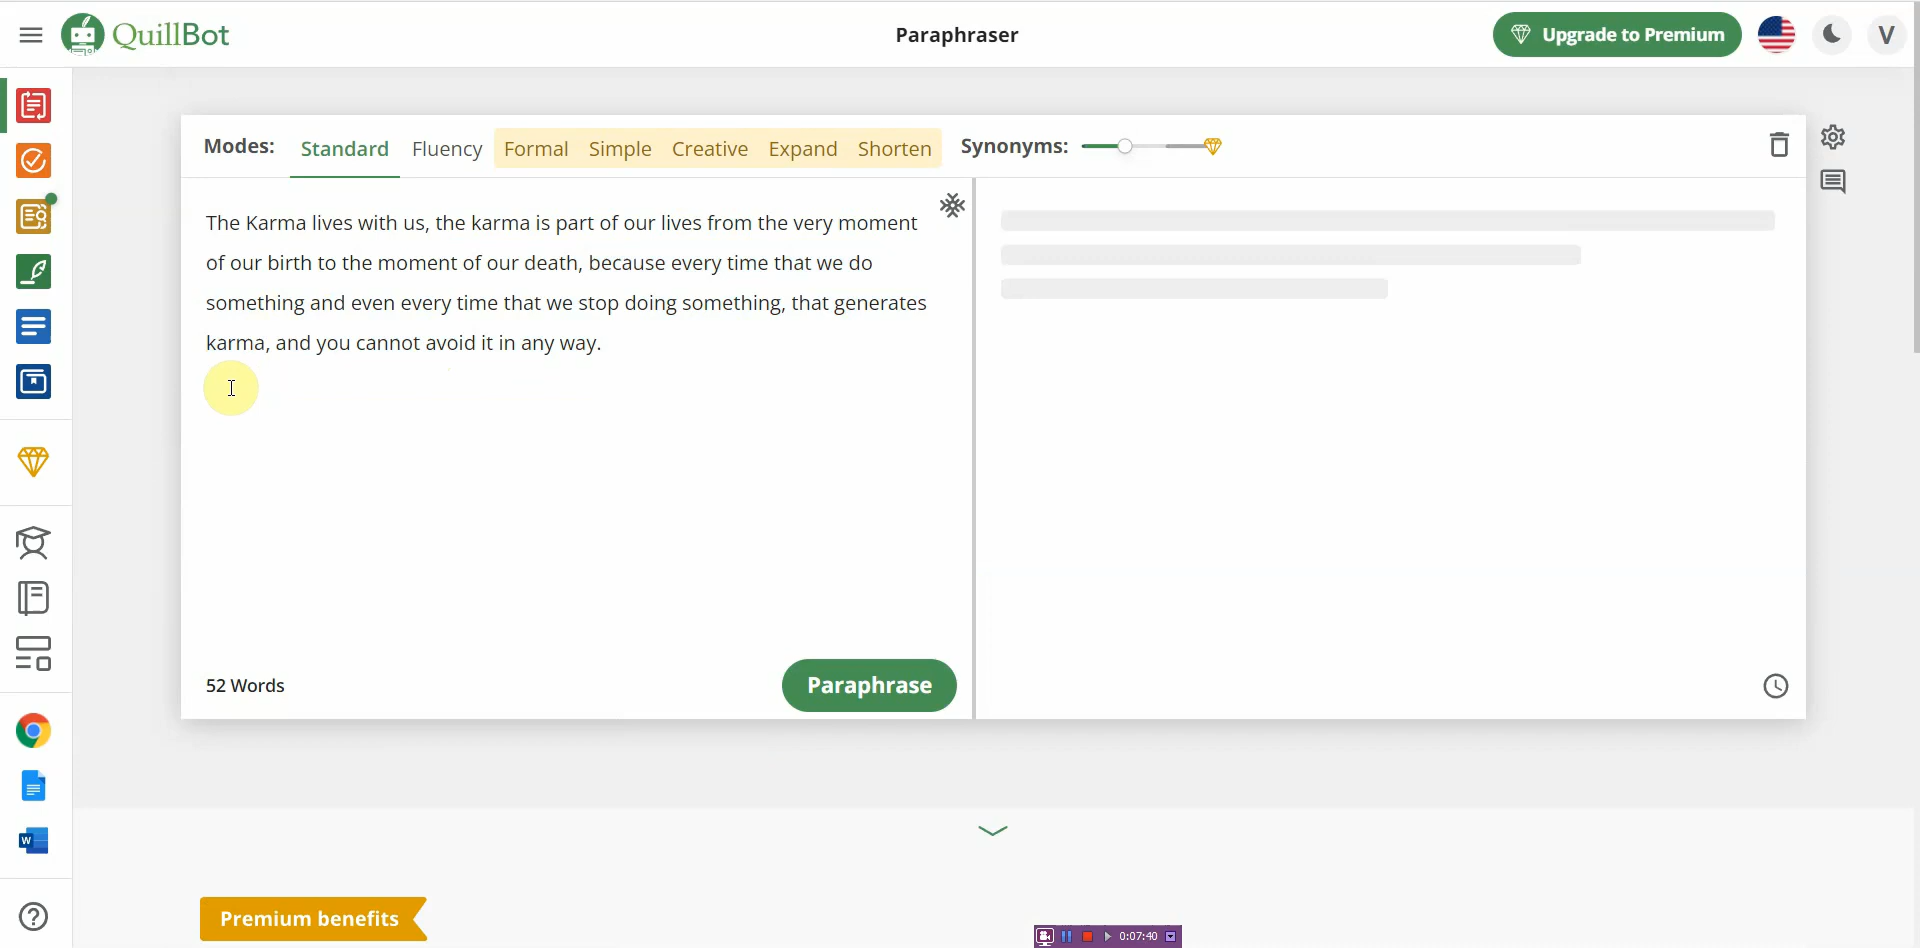 QuillBot
Paraphraser
Upgrade to Premium
V
Modes: Standard Fluency Formal Simple Creative Expand Shorten Synonyms:
The Karma lives with us, the karma is part of our lives from the very moment
of our birth to the moment of our death, because every time that we do
something and even every time that we stop doing something, that generates
karma, and you cannot avoid it in any way.
52 Words
Paraphrase
W
Premium benefits
0:07:40